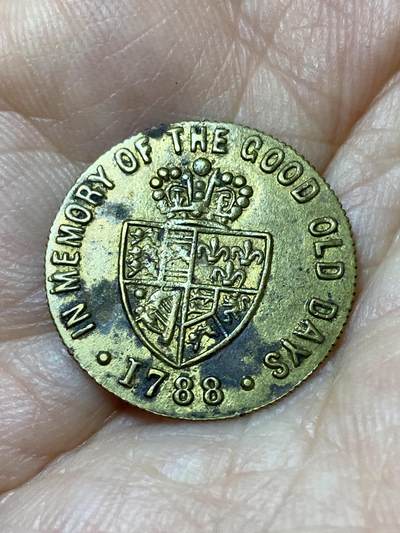 IN MEMORY OF THE GOOD OLD DAYS
· 1788 ·